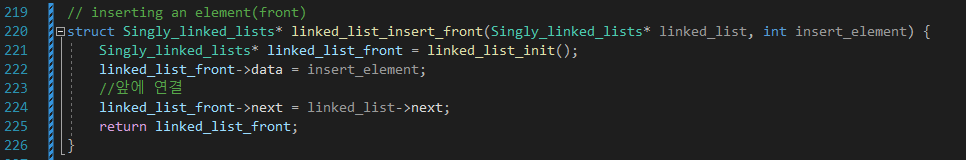 219 // inserting an element(front)
220 struct Singly_linked_lists* linked_list_insert_front(Singly_linked_lists* linked_list, int insert_element) {
221 Singly_linked_lists* linked_list_front = linked_list_init();
222 linked_list_front->data = insert_element;
223 //앞에 연결
224 linked_list_front->next = linked_list->next;
225 return linked_list_front;
226 }